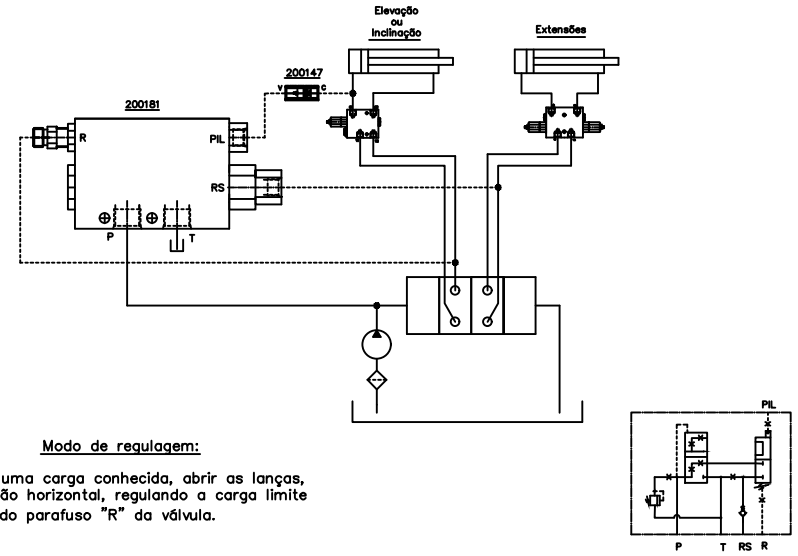 Elevação
ou
Inclinação
Extensões
200147
V
C
200181
R
PIL
RS
P
T
PIL
Modo de regulagem:
uma carga conhecida, abrir as lanças,
ão horizontal, regulando a carga limite
do parafuso "R" da válvula.
P T RS R